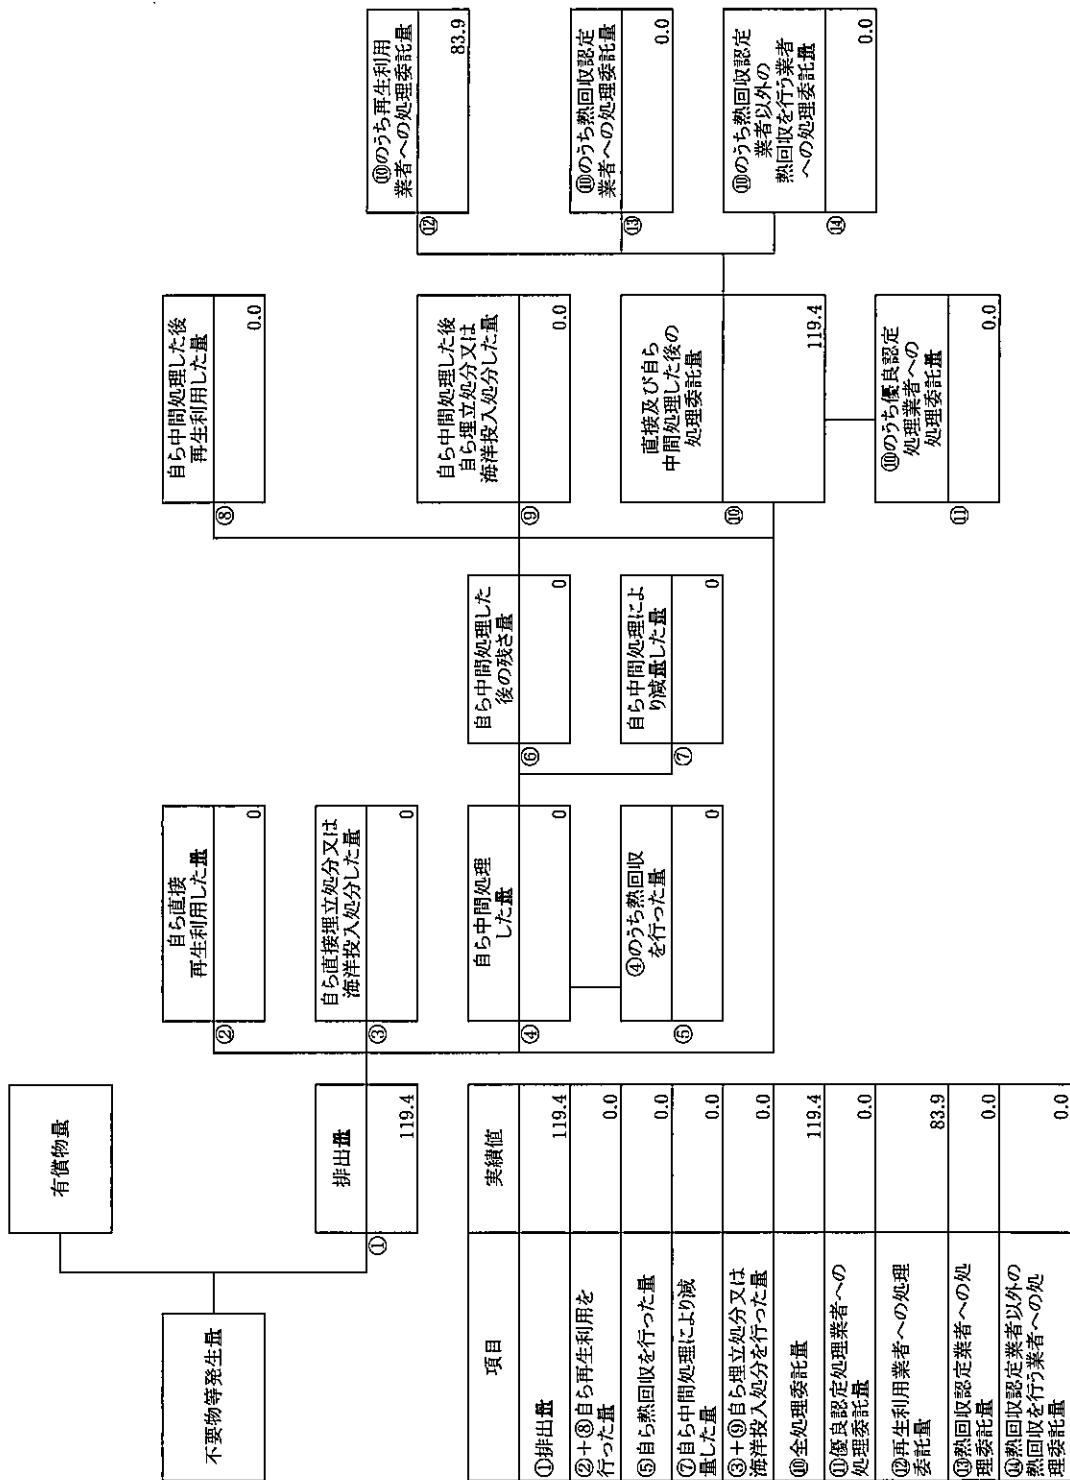 不要物等発生量
有償物量
①
排出量
119.4
②
自ら直接
再生利用した量
0
③
自ら直接埋立処分又は
海洋投入処分した量
0
④
自ら中間処理
した量
0
⑤
④のうち熱回収
を行った量
0
⑥
自ら中間処理した
後の残さ量
0
⑦
自ら中間処理によ
り減量した量
0
⑧
自ら中間処理した後
再生利用した量
0.0
⑨
自ら中間処理した後
自ら埋立処分又は
海洋投入処分した量
0.0
⑩
直接及び自ら
中間処理した後の
処理委託量
119.4
⑪
⑩のうち優良認定
処理業者への
処理委託量
0.0
⑫
⑩のうち再生利用
業者への処理委託量
83.9
⑬
⑩のうち熱回収認定
業者への処理委託量
0.0
⑭
⑩のうち熱回収認定
業者以外の
熱回収を行う業者
への処理委託量
0.0
項目 実績値
①排出量 119.4
②+⑧自ら再生利用を
行った量 0.0
⑤自ら熱回収を行った量 0.0
⑦自ら中間処理により減
量した量 0.0
③+⑨自ら埋立処分又は
海洋投入処分を行った量 0.0
⑩全処理委託量 119.4
⑪優良認定処理業者への
処理委託量 0.0
⑫再生利用業者への処理
委託量 83.9
⑬熱回収認定業者への処
理委託量 0.0
⑭熱回収認定業者以外の
熱回収を行う業者への処
理委託量 0.0